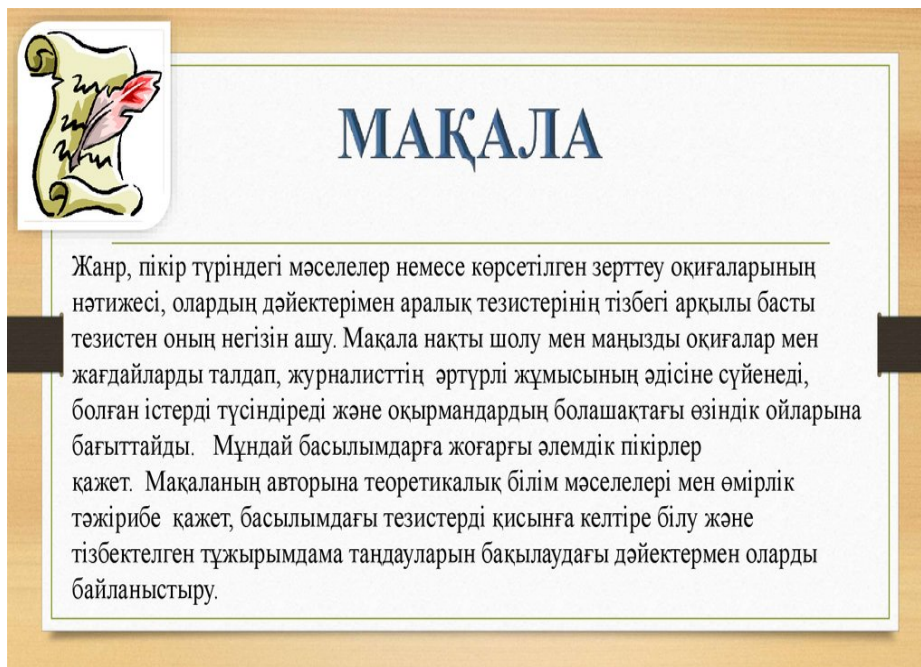 МАҚАЛА
Жанр, пікір түріндегі мәселелер немесе көрсетілген зерттеу оқиғаларының
нәтижесі, олардың дәйектерімен аралық тезистерінің тізбегі арқылы басты
тезистен оның негізін ашу. Мақала нақты шолу мен маңызды оқиғалар мен
жағдайларды талдап, журналисттің әртүрлі жұмысының әдісіне сүйенеді,
болған істерді түсіндіреді және оқырмандардың болашақтағы өзіндік ойларына
бағыттайды. Мұндай басылымдарға жоғарғы әлемдік пікірлер
қажет. Мақаланың авторына теоретикалық білім мәселелері мен өмірлік
тәжірибе қажет, басылымдағы тезистерді қисынға келтіре білу және
тізбектелген тұжырымдама таңдауларын бақылаудағы дәйектермен оларды
байланыстыру.